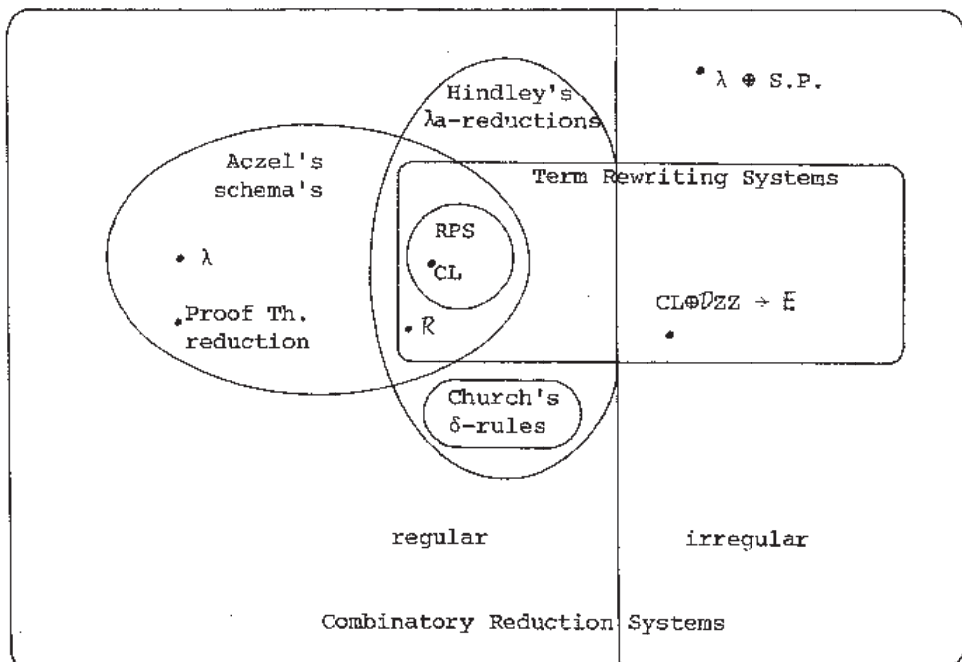 λ ⊕ S.P.
Hindley's
λa-reductions
Aczel's
schema's
Term Rewriting Systems
RPS
CL
λ
Proof Th.
reduction
R
CL⊕DZZ → E
Church's
δ-rules
regular
irregular
Combinatory Reduction Systems